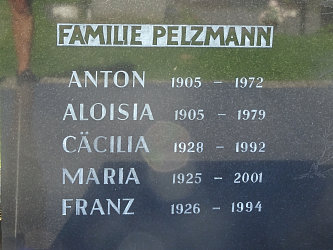 FAMILIE PELZMANN
ANTON 1905 – 1972
ALOISIA 1905 – 1979
CÄCILIA 1928 – 1992
MARIA 1925 – 2001
FRANZ 1926 – 1994